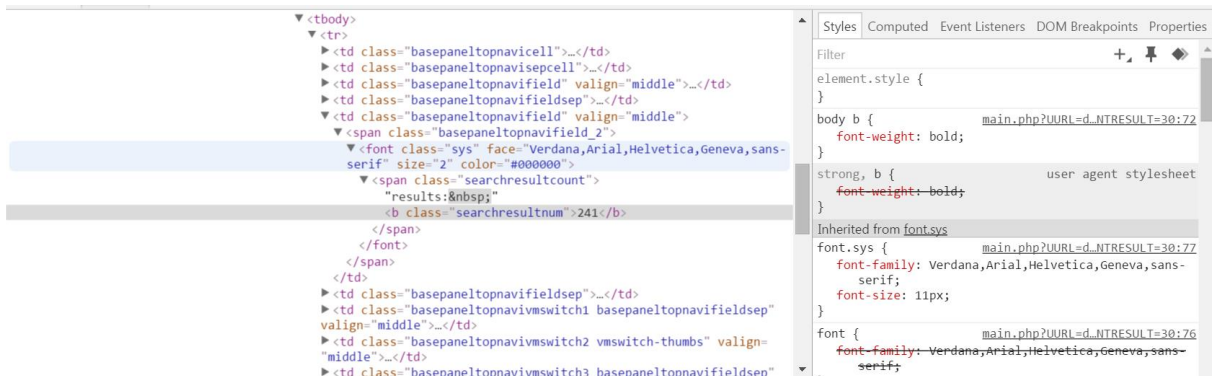 ▼<tbody>
▼<tr>
▶<td class="basepaneltopnavicell">…</td>
▶<td class="basepaneltopnavisepcell">…</td>
▶<td class="basepaneltopnavifield" valign="middle">…</td>
▶<td class="basepaneltopnavifieldsep">…</td>
▼<td class="basepaneltopnavifield" valign="middle">
▼<span class="basepaneltopnavifield_2">
▼<font class="sys" face="Verdana,Arial,Helvetica,Geneva,sans-
serif" size="2" color="#000000">
▼<span class="searchresultcount">
"results:&nbsp;"
<b class="searchresultnum">241</b>
</span>
</font>
</span>
</td>
▶<td class="basepaneltopnavifieldsep">…</td>
▶<td class="basepaneltopnavivmswitch1 basepaneltopnavifieldsep"
valign="middle">…</td>
▶<td class="basepaneltopnavivmswitch2 vmswitch-thumbs" valign=
"middle">…</td>
▶<td class="basepaneltopnavivmswitch3 basepaneltopnavifieldsep"
Styles Computed Event Listeners DOM Breakpoints Properties
Filter
element.style {
}
body b { main.php?UURL=d…NTRESULT=30:72
font-weight: bold;
}
strong, b { user agent stylesheet
font-weight: bold;
}
Inherited from font.sys
font.sys { main.php?UURL=d…NTRESULT=30:77
font-family: Verdana,Arial,Helvetica,Geneva,sans-
serif;
font-size: 11px;
}
font { main.php?UURL=d…NTRESULT=30:76
font-family: Verdana,Arial,Helvetica,Geneva,sans-
serif;